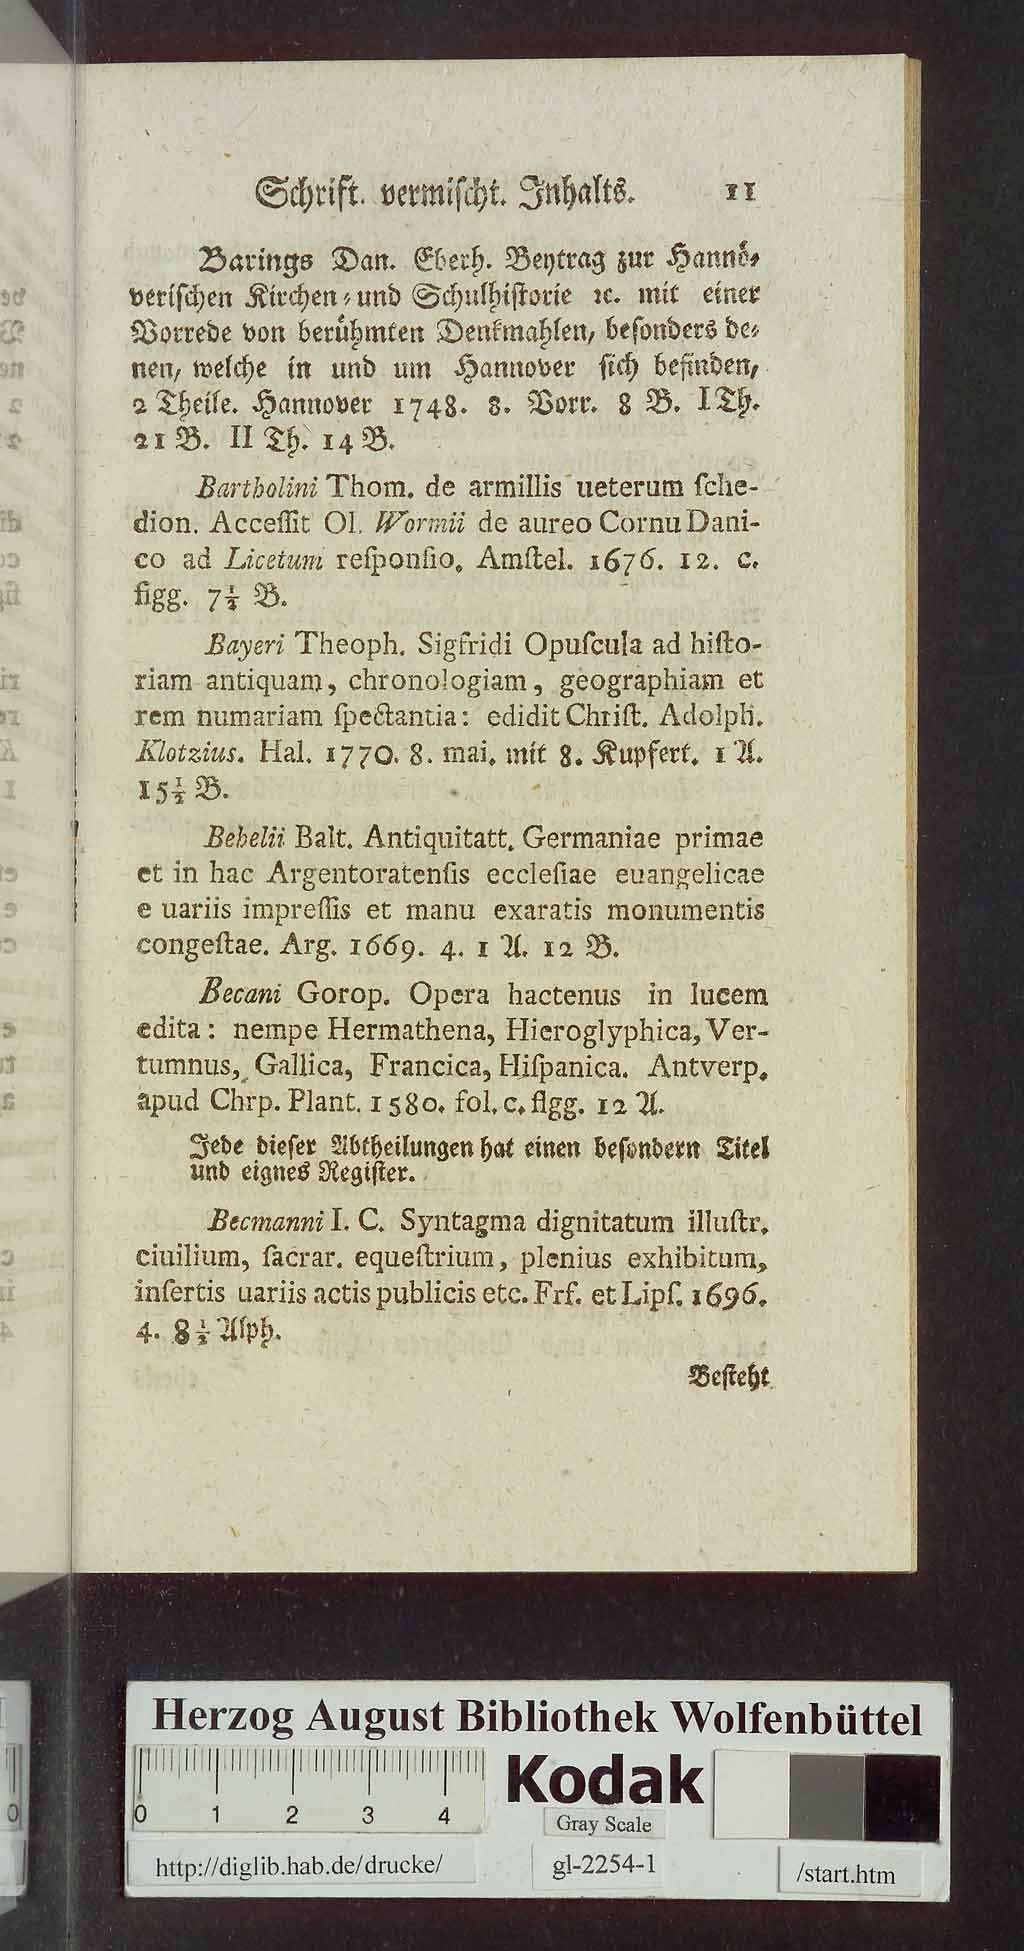 Schrift. vermischt. Inhalts. 11
Barings Dan. Eberh. Beytrag zur Hannö-
verischen Kirchen- und Schulhistorie ꝛc. mit einer
Vorrede von berühmten Denkmahlen, besonders de-
nen, welche in und um Hannover sich befinden,
2 Theile. Hannover 1748. 8. Vorr. 8 B. I Th.
21 B. II Th. 14 B.
Bartholini Thom. de armillis ueterum ſche-
dion. Acceſſit Ol. Wormii de aureo Cornu Dani-
co ad Licetum reſponſio. Amſtel. 1676. 12. c.
figg. 7½ B.
Bayeri Theoph. Sigfridi Opuſcula ad hiſto-
riam antiquam, chronologiam, geographiam et
rem numariam ſpectantia: edidit Chriſt. Adolph.
Klotzius. Hal. 1770. 8. mai. mit 8. Kupfert. 1 A.
15½ B.
Bebelii Balt. Antiquitatt. Germaniae primae
et in hac Argentoratenſis eccleſiae euangelicae
e uariis impreſſis et manu exaratis monumentis
congeſtae. Arg. 1669. 4. 1 A. 12 B.
Becani Gorop. Opera hactenus in lucem
edita: nempe Hermathena, Hieroglyphica, Ver-
tumnus, Gallica, Francica, Hiſpanica. Antverp.
apud Chrp. Plant. 1580. fol. c. flgg. 12 A.
Jede dieser Abtheilungen hat einen besondern Titel
und eignes Register.
Becmanni I. C. Syntagma dignitatum illuſtr.
ciuilium, ſacrar. equeſtrium, plenius exhibitum,
inſertis uariis actis publicis etc. Frf. et Lipſ. 1696.
4. 8½ Alph.
Besteht
Herzog August Bibliothek Wolfenbüttel
0 1 2 3 4
Kodak
Gray Scale
http://diglib.hab.de/drucke/
gl-2254-1
/start.htm